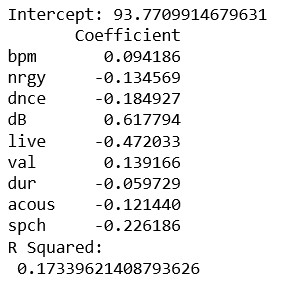 Intercept: 93.7709914679631
Coefficient
bpm 0.094186
nrgy -0.134569
dnce -0.184927
dB 0.617794
live -0.472033
val 0.139166
dur -0.059729
acous -0.121440
spch -0.226186
R Squared:
0.17339621408793626